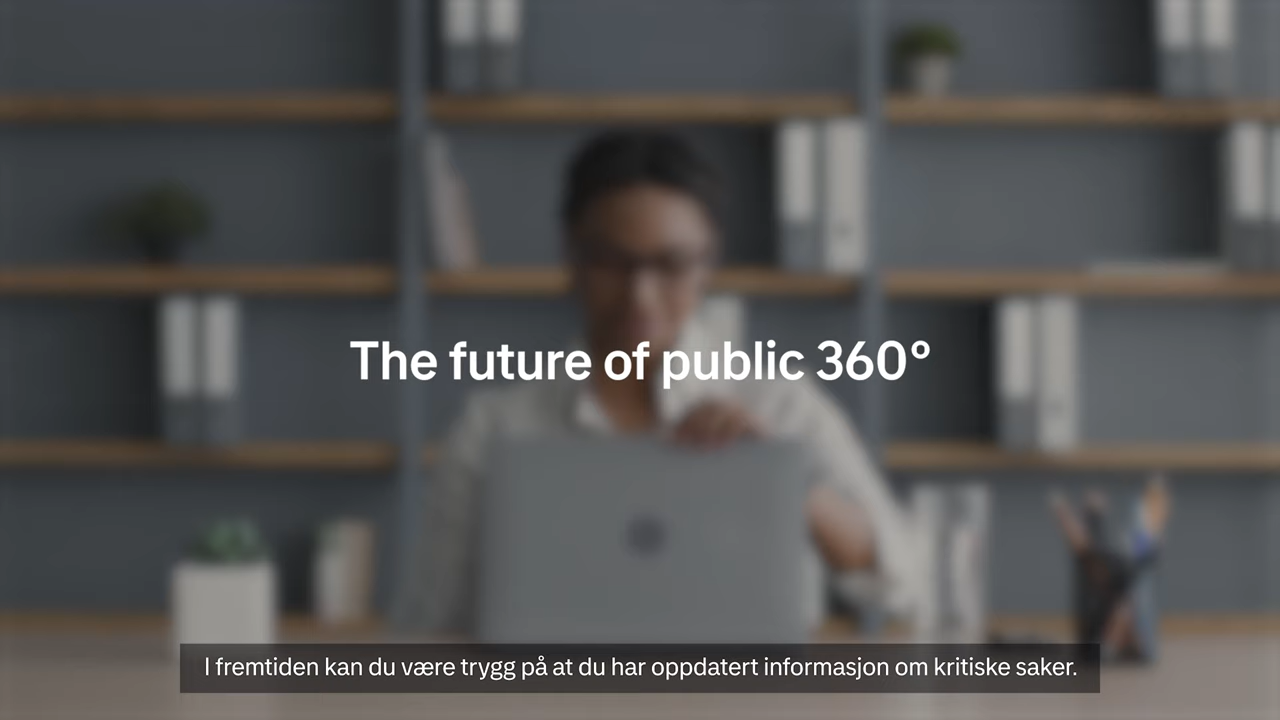 The future of public 360°
I fremtiden kan du være trygg på at du har oppdatert informasjon om kritiske saker.